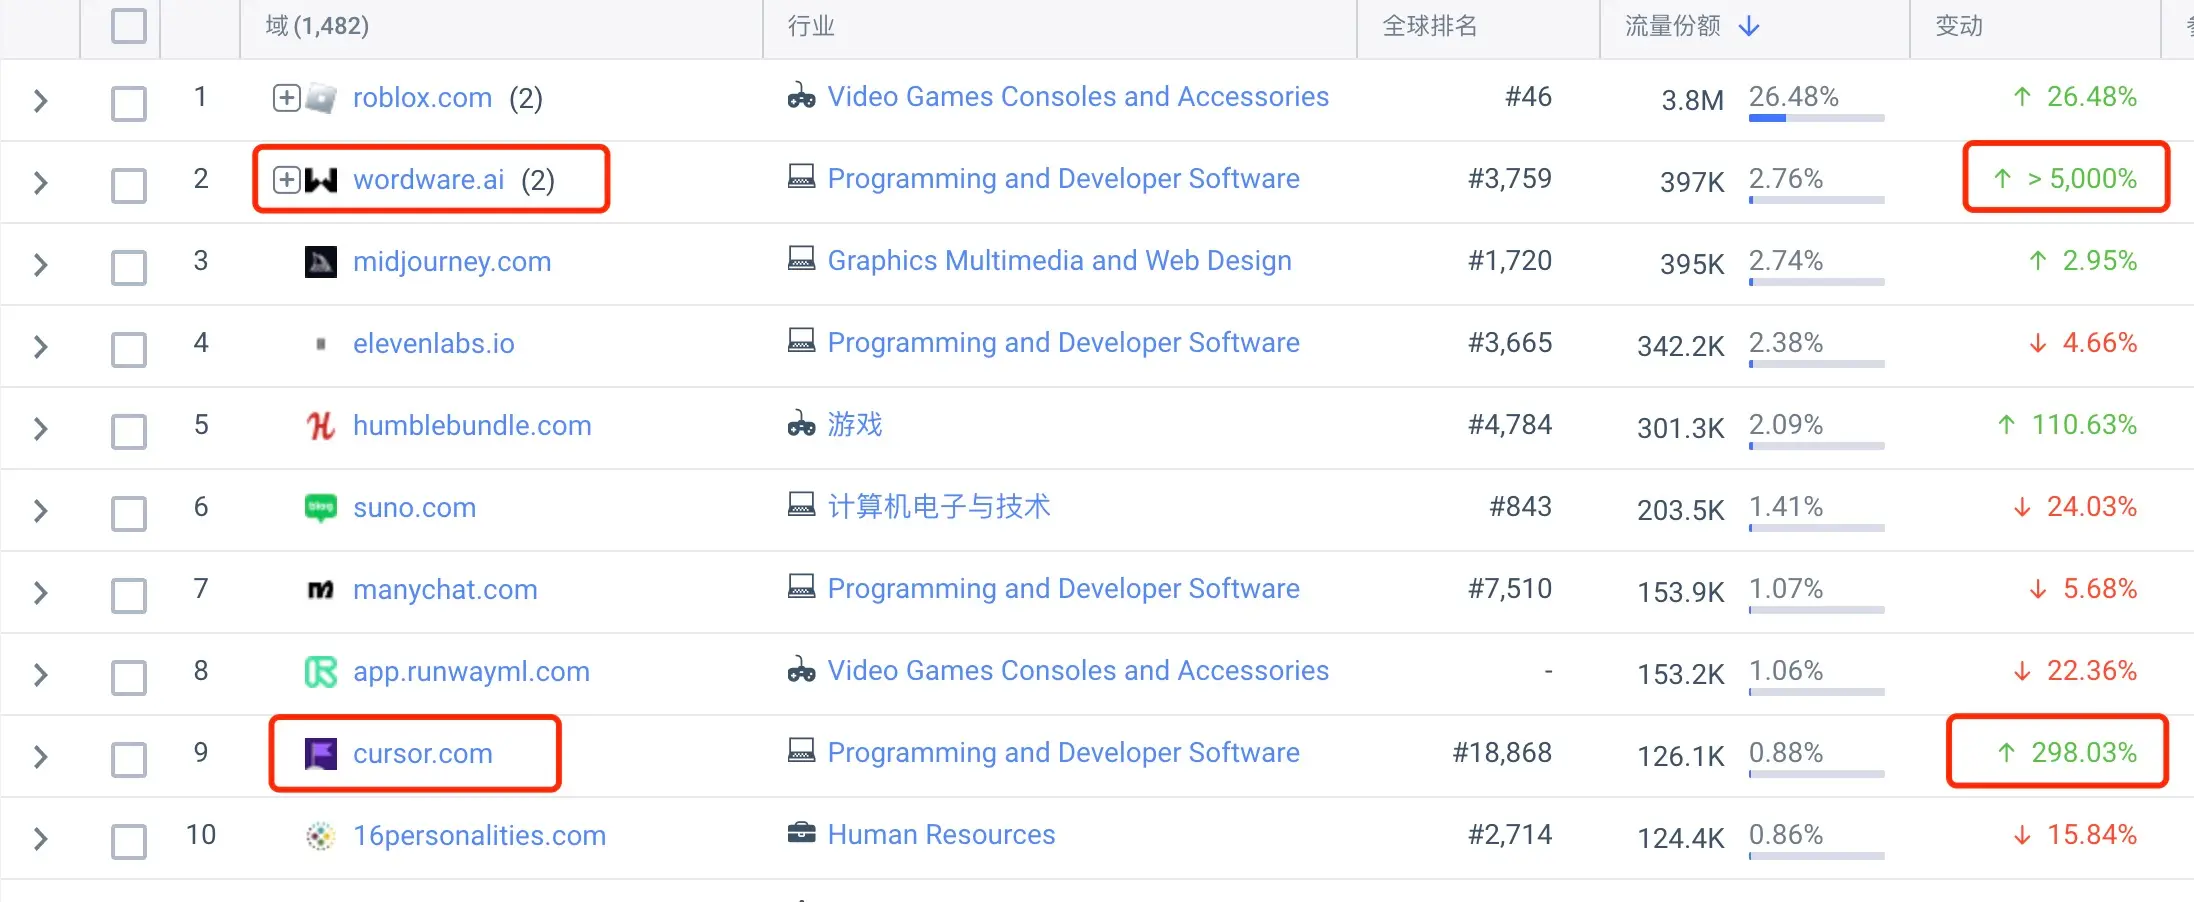 域 (1,482) 行业 全球排名 流量份额 变动
1 roblox.com (2) Video Games Consoles and Accessories #46 3.8M 26.48% 26.48%
2 wordware.ai (2) Programming and Developer Software #3,759 397K 2.76% > 5,000%
3 midjourney.com Graphics Multimedia and Web Design #1,720 395K 2.74% 2.95%
4 elevenlabs.io Programming and Developer Software #3,665 342.2K 2.38% 4.66%
5 humblebundle.com 游戏 #4,784 301.3K 2.09% 110.63%
6 suno.com 计算机电子与技术 #843 203.5K 1.41% 24.03%
7 manychat.com Programming and Developer Software #7,510 153.9K 1.07% 5.68%
8 app.runwayml.com Video Games Consoles and Accessories - 153.2K 1.06% 22.36%
9 cursor.com Programming and Developer Software #18,868 126.1K 0.88% 298.03%
10 16personalities.com Human Resources #2,714 124.4K 0.86% 15.84%